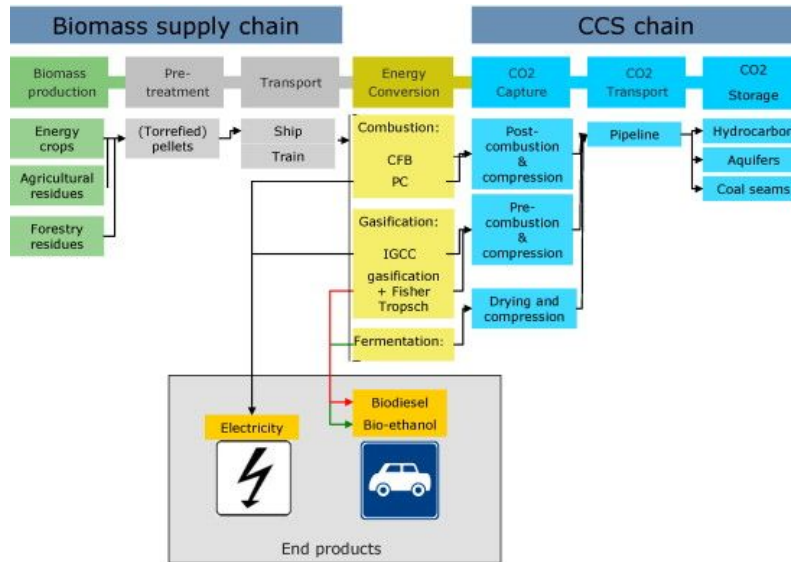 Biomass supply chain
CCS chain
Biomass
production
Pre-
treatment
Transport
Energy
Conversion
CO2
Capture
CO2
Transport
CO2
Storage
Energy
crops
Agricultural
residues
Forestry
residues
(Torrefied)
pellets
Ship
Train
Combustion:
CFB
PC
Gasification:
IGCC
gasification
+ Fisher
Tropsch
Fermentation:
Post-
combustion
&
compression
Pre-
combustion
&
compression
Drying and
compression
Pipeline
Hydrocarbon
Aquifers
Coal seams
Electricity
Biodiesel
Bio-ethanol
End products